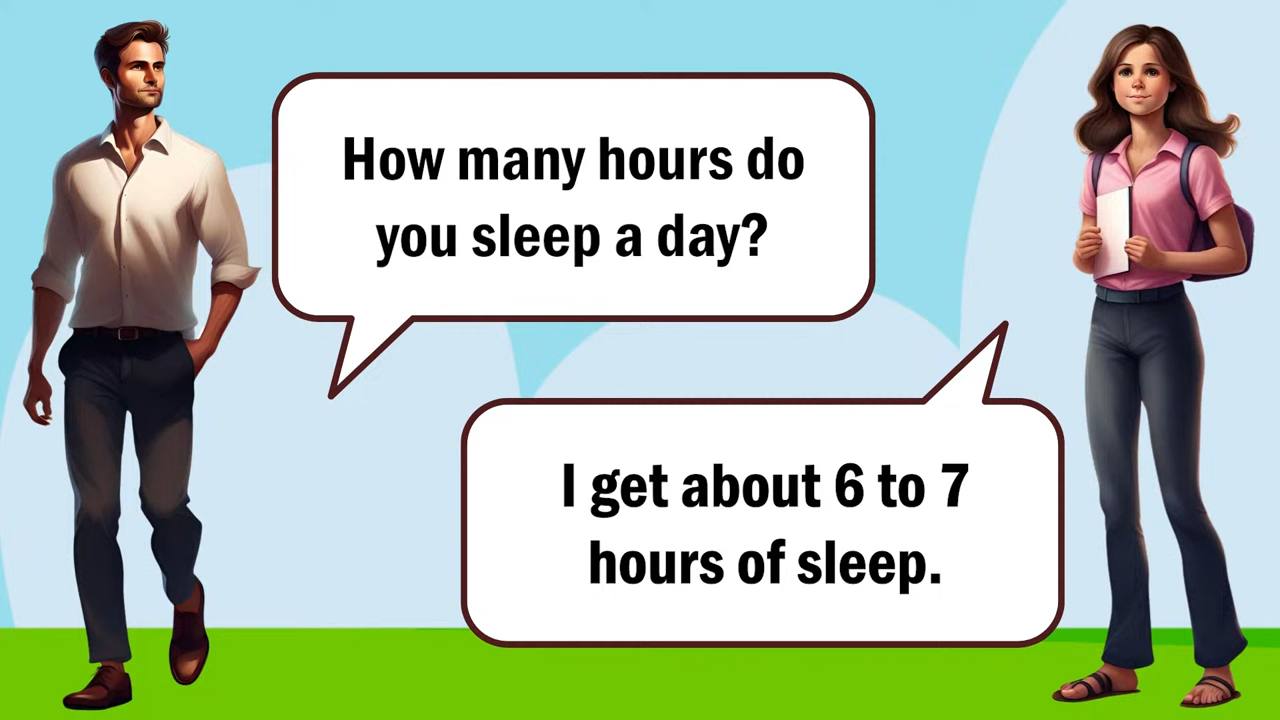 How many hours do
you sleep a day?
I get about 6 to 7
hours of sleep.